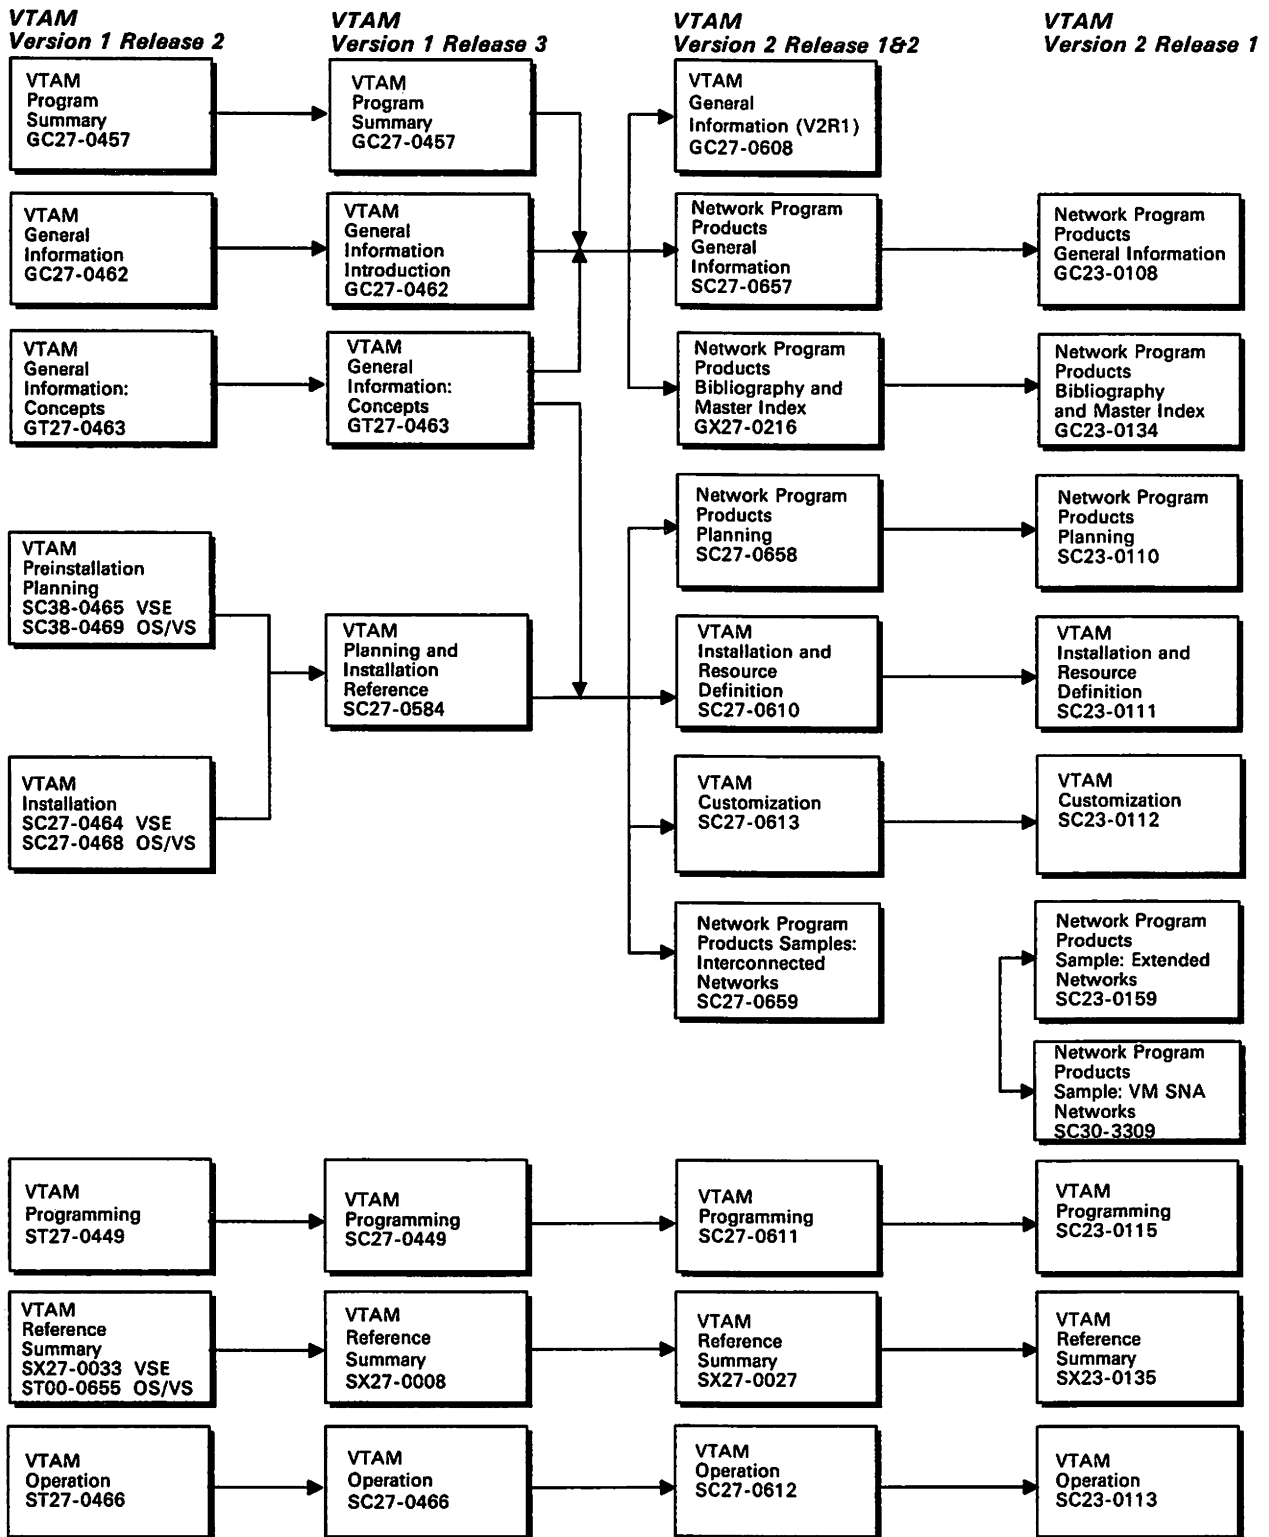 VTAM
Version 1 Release 2
VTAM
Version 1 Release 3
VTAM
Version 2 Release 1&2
VTAM
Version 2 Release 1
VTAM
Program
Summary
GC27-0457
VTAM
Program
Summary
GC27-0457
VTAM
General
Information (V2R1)
GC27-0608
VTAM
General
Information
GC27-0462
VTAM
General
Information
Introduction
GC27-0462
Network Program
Products
General
Information
SC27-0657
Network Program
Products
General Information
GC23-0108
VTAM
General
Information:
Concepts
GT27-0463
VTAM
General
Information:
Concepts
GT27-0463
Network Program
Products
Bibliography and
Master Index
GX27-0216
Network Program
Products
Bibliography
and Master Index
GC23-0134
Network Program
Products
Planning
SC27-0658
Network Program
Products
Planning
SC23-0110
VTAM
Preinstallation
Planning
SC38-0465 VSE
SC38-0469 OS/VS
VTAM
Planning and
Installation
Reference
SC27-0584
VTAM
Installation and
Resource
Definition
SC27-0610
VTAM
Installation and
Resource
Definition
SC23-0111
VTAM
Installation
SC27-0464 VSE
SC27-0468 OS/VS
VTAM
Customization
SC27-0613
VTAM
Customization
SC23-0112
Network Program
Products Samples:
Interconnected
Networks
SC27-0659
Network Program
Products
Sample: Extended
Networks
SC23-0159
Network Program
Products
Sample: VM SNA
Networks
SC30-3309
VTAM
Programming
ST27-0449
VTAM
Programming
SC27-0449
VTAM
Programming
SC27-0611
VTAM
Programming
SC23-0115
VTAM
Reference
Summary
SX27-0033 VSE
ST00-0655 OS/VS
VTAM
Reference
Summary
SX27-0008
VTAM
Reference
Summary
SX27-0027
VTAM
Reference
Summary
SX23-0135
VTAM
Operation
ST27-0466
VTAM
Operation
SC27-0466
VTAM
Operation
SC27-0612
VTAM
Operation
SC23-0113